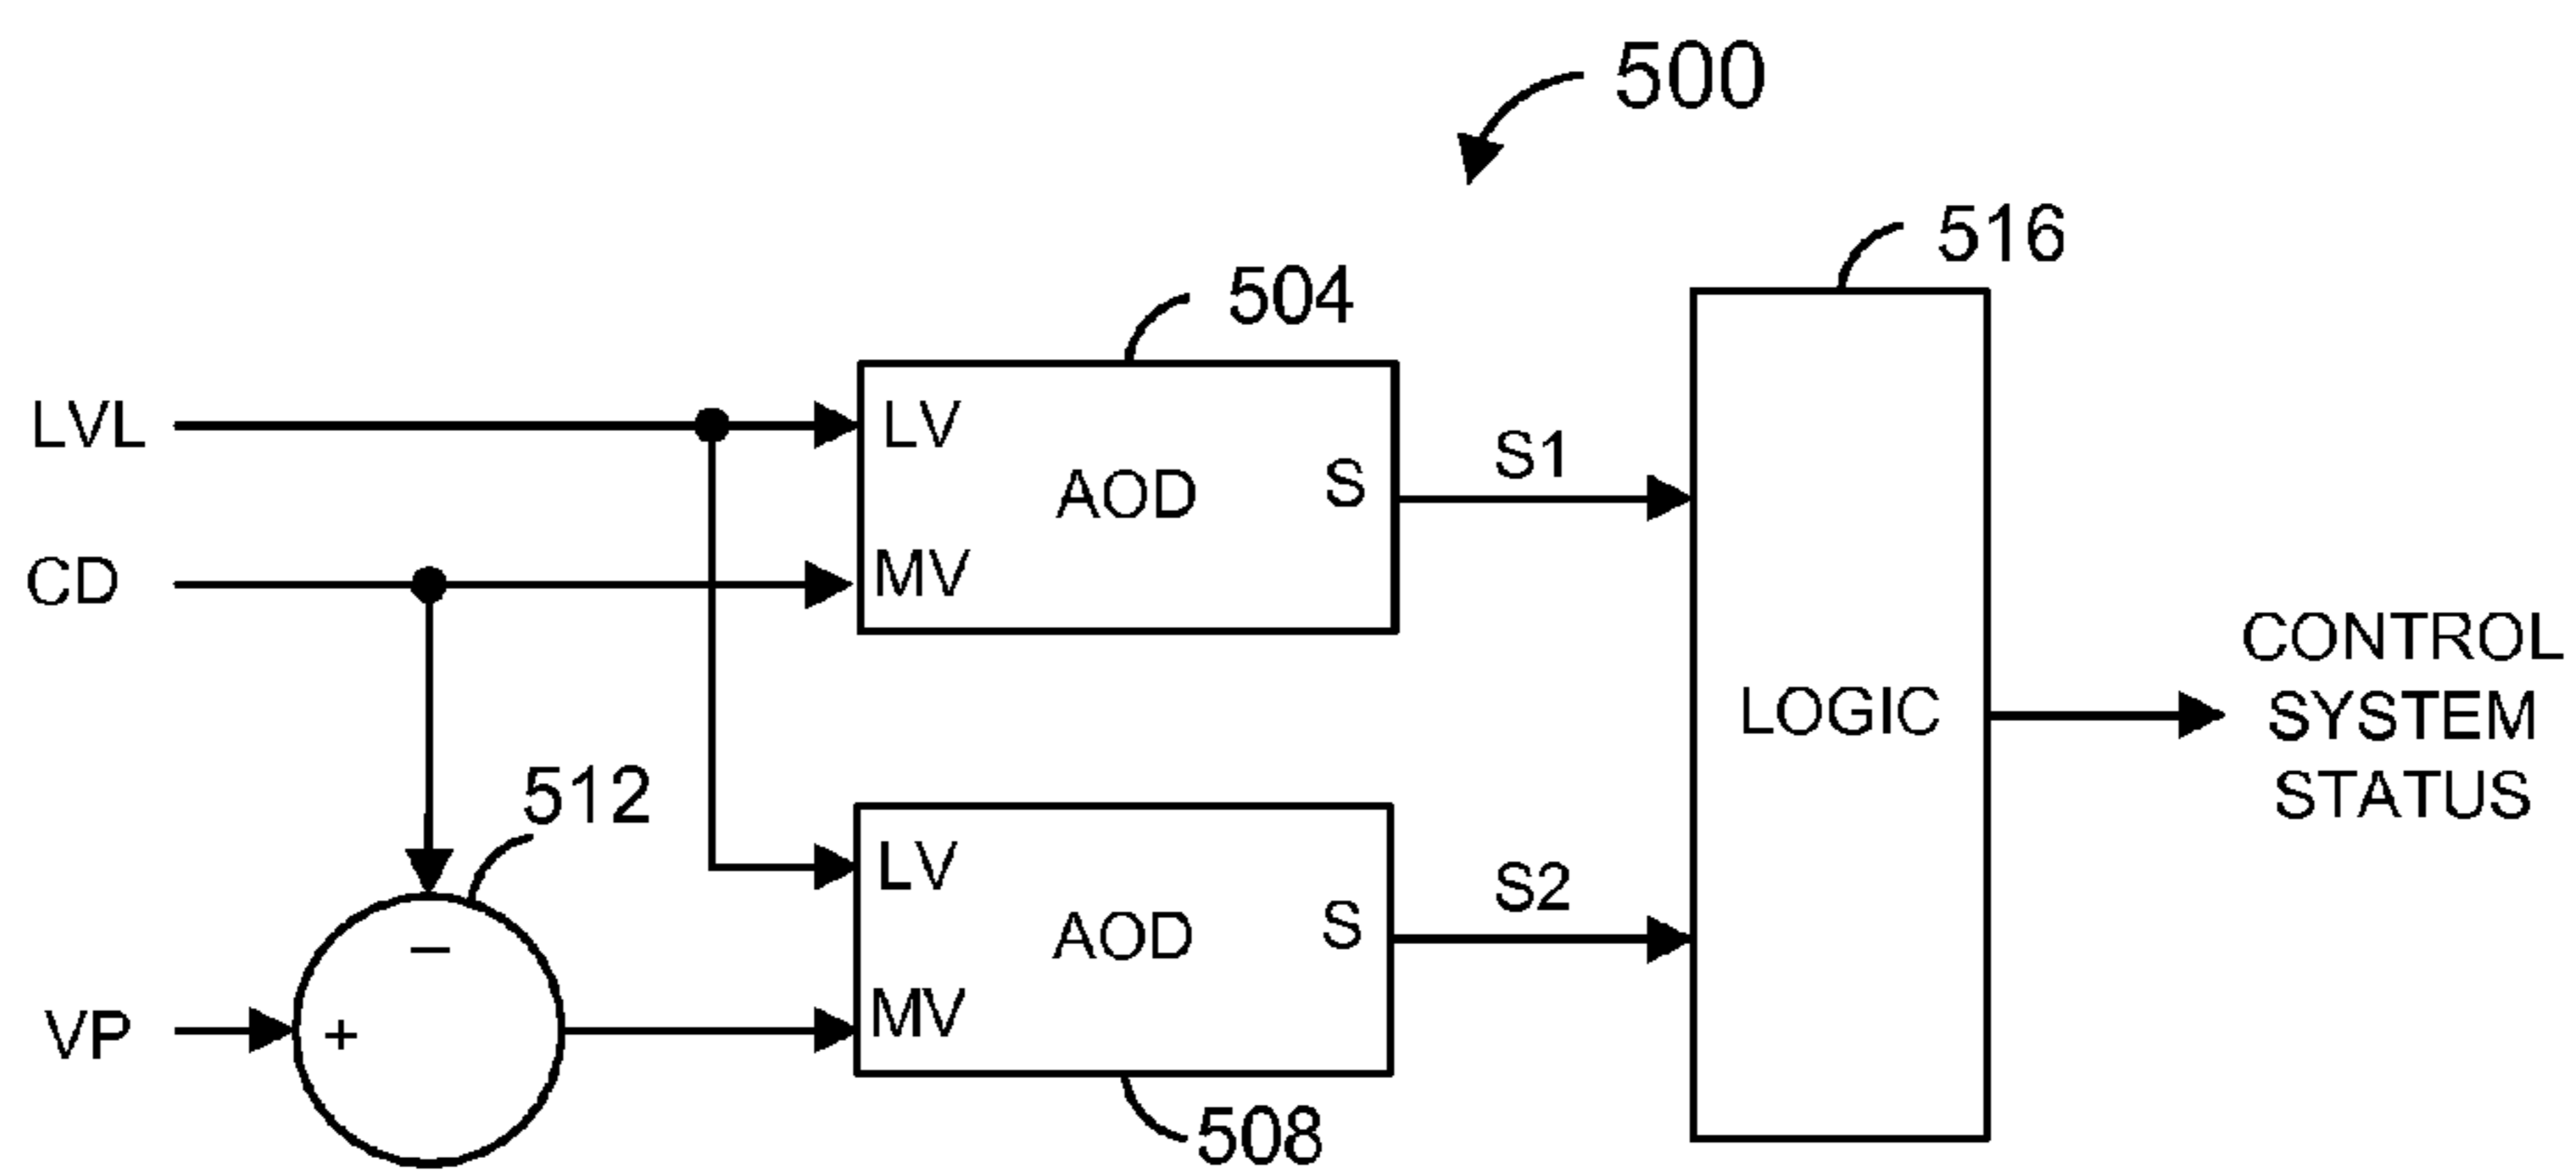 500
516
504
LVL
LV
AOD
S
S1
CD
MV
LOGIC
CONTROL
SYSTEM
STATUS
512
LV
AOD
S
S2
−
VP
+
MV
508